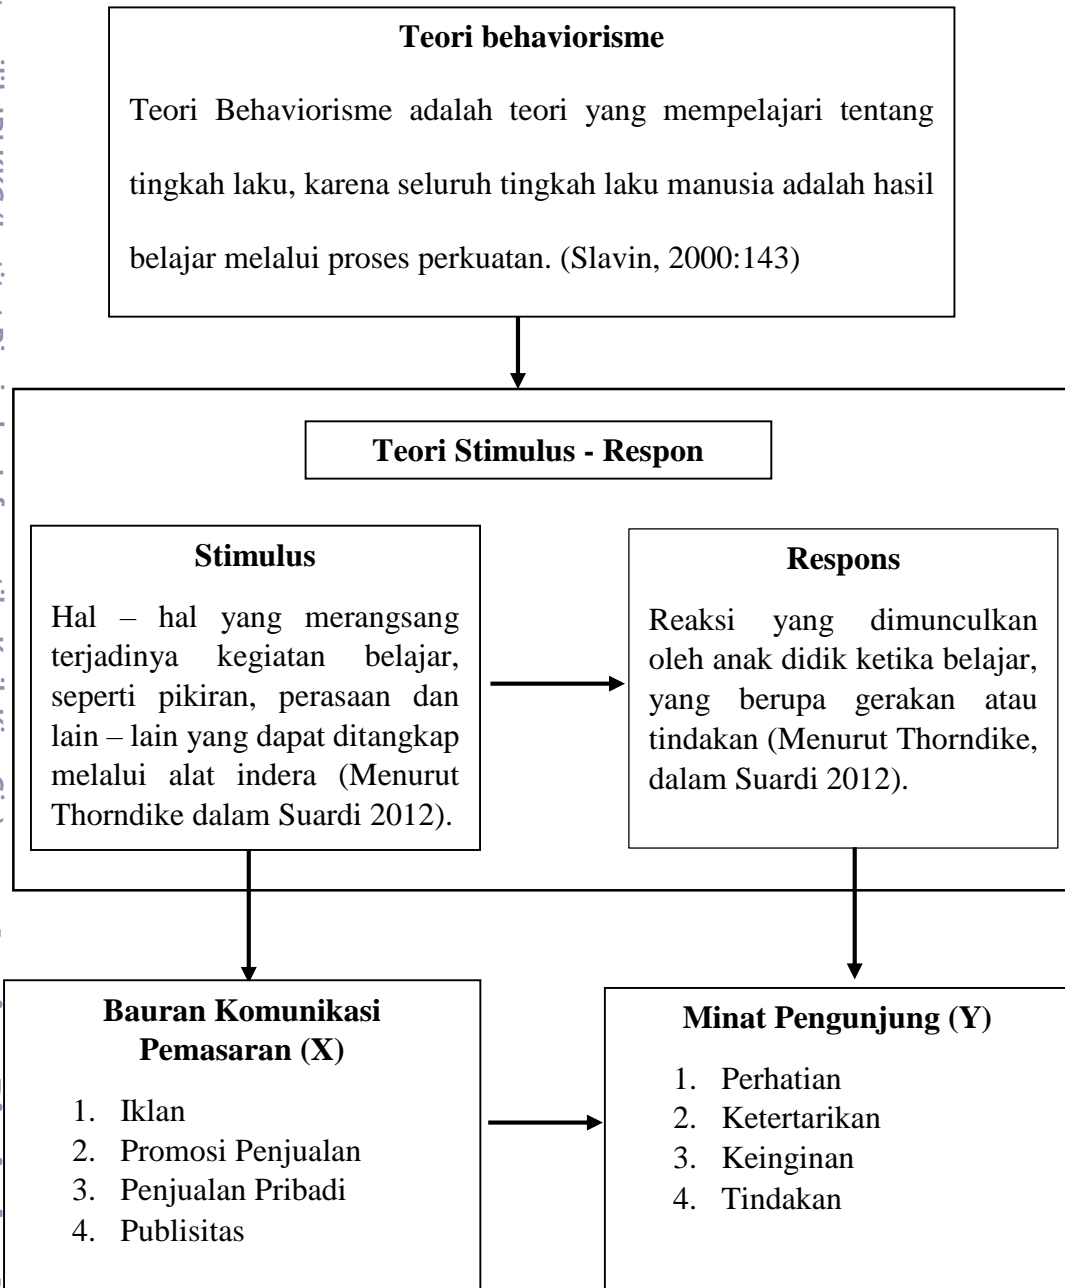 Teori behaviorisme
Teori Behaviorisme adalah teori yang mempelajari tentang
tingkah laku, karena seluruh tingkah laku manusia adalah hasil
belajar melalui proses perkuatan. (Slavin, 2000:143)
Teori Stimulus - Respon
Stimulus
Hal – hal yang merangsang
terjadinya kegiatan belajar,
seperti pikiran, perasaan dan
lain – lain yang dapat ditangkap
melalui alat indera (Menurut
Thorndike dalam Suardi 2012).
Respons
Reaksi yang dimunculkan
oleh anak didik ketika belajar,
yang berupa gerakan atau
tindakan (Menurut Thorndike,
dalam Suardi 2012).
Bauran Komunikasi
Pemasaran (X)
1. Iklan
2. Promosi Penjualan
3. Penjualan Pribadi
4. Publisitas
Minat Pengunjung (Y)
1. Perhatian
2. Ketertarikan
3. Keinginan
4. Tindakan